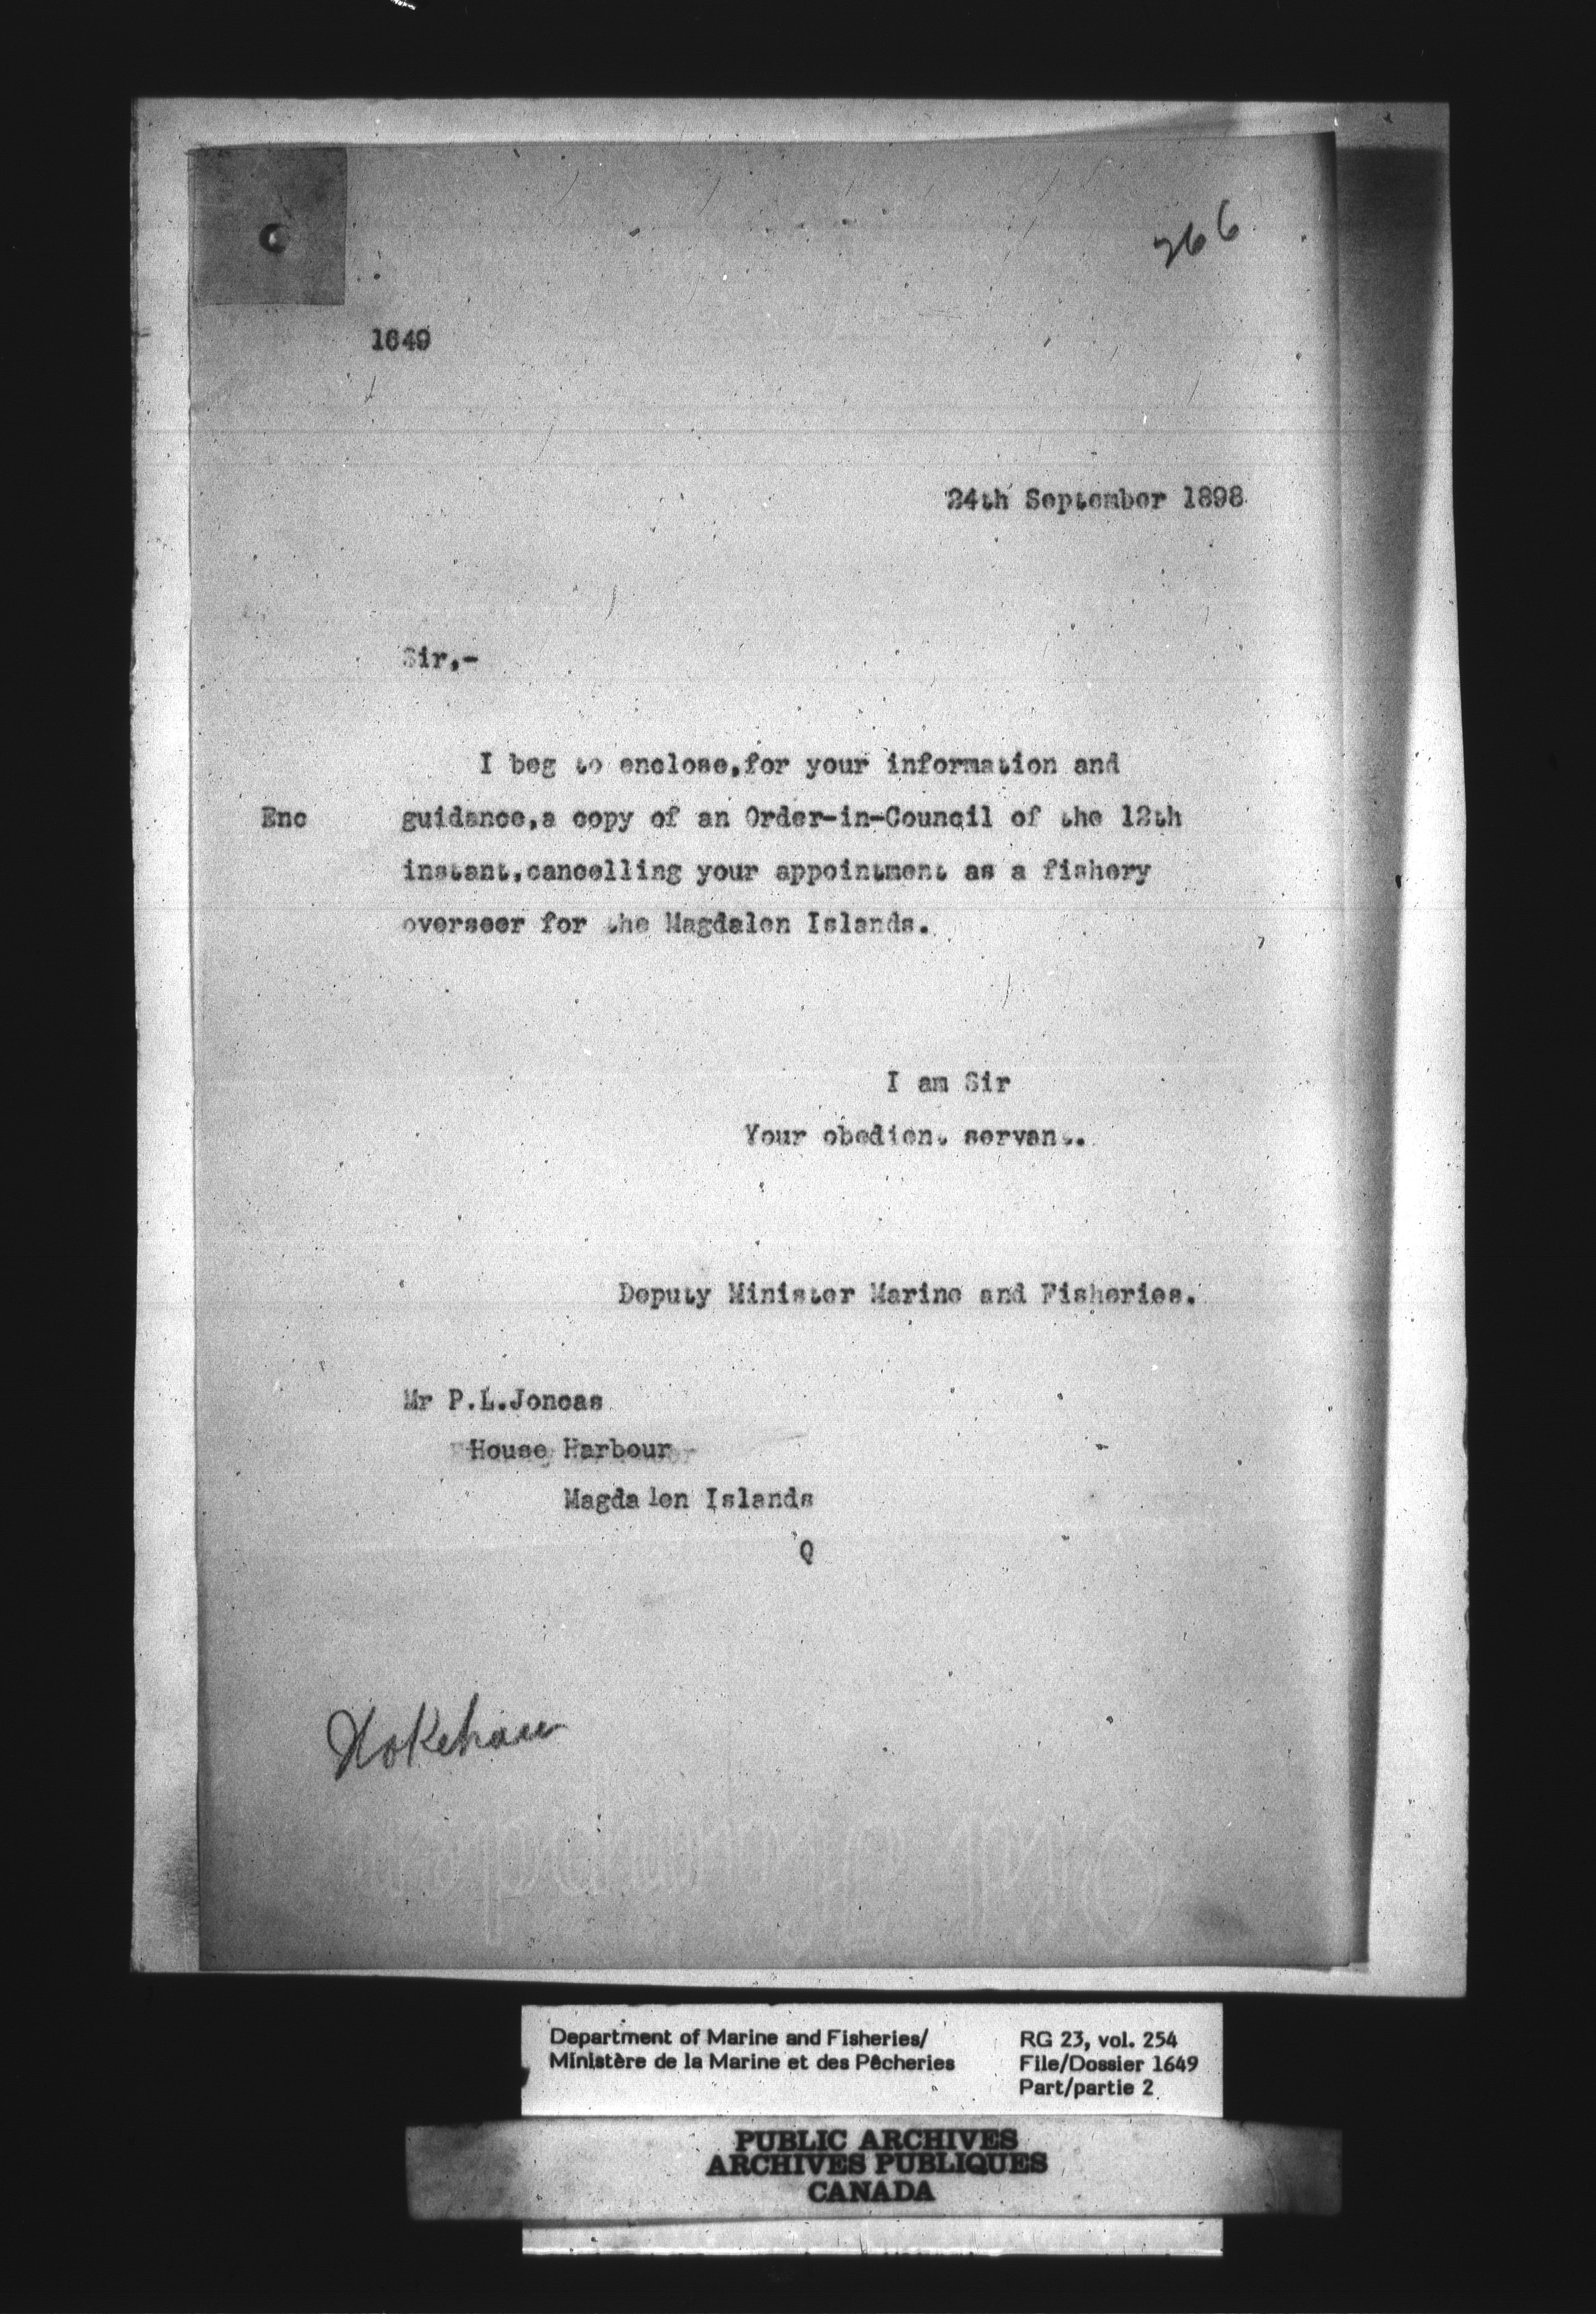 C
266
1649
24th September 1898
Sir,-
I beg to enclose,for your information and
Enc guidance,a copy of an Order-in-Council of the 12th
instant,cancelling your appointment as a fishery
overseer for the Magdalen Islands.
I am Sir
Your obedient servant.
Deputy Minister Marine and Fisheries.
Mr P.L.Joncas
House Harbour
Magdalen Islands
Q
Department of Marine and Fisheries/
Ministère de la Marine et des Pêcheries
RG 23, vol. 254
File/Dossier 1649
Part/partie 2
PUBLIC ARCHIVES
ARCHIVES PUBLIQUES
CANADA